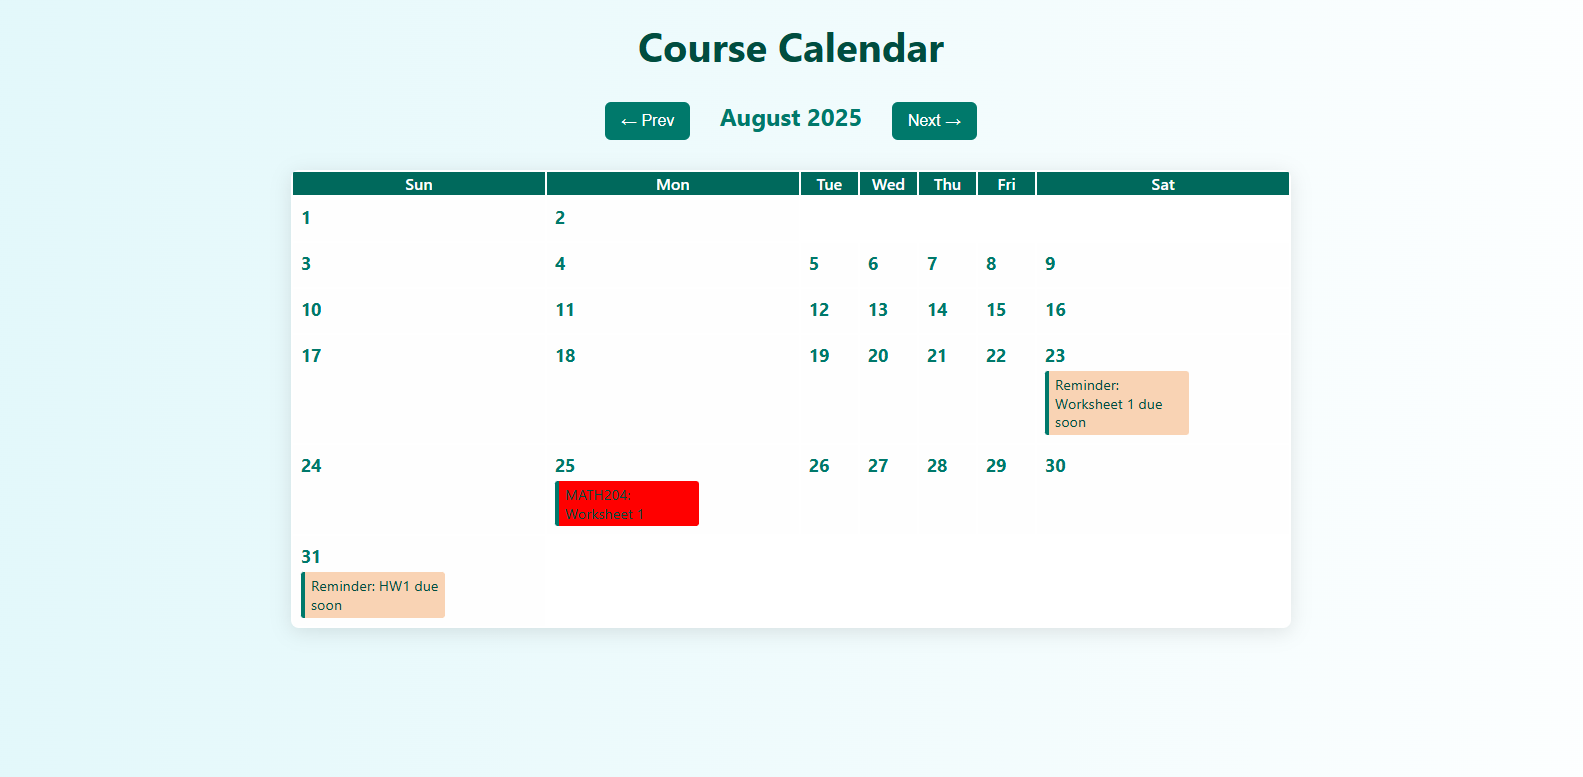 Course Calendar
← Prev August 2025 Next →
Sun Mon Tue Wed Thu Fri Sat
1 2
3 4 5 6 7 8 9
10 11 12 13 14 15 16
17 18 19 20 21 22 23
Reminder:
Worksheet 1 due
soon
24 25 26 27 28 29 30
MATH204:
Worksheet 1
31
Reminder: HW1 due
soon